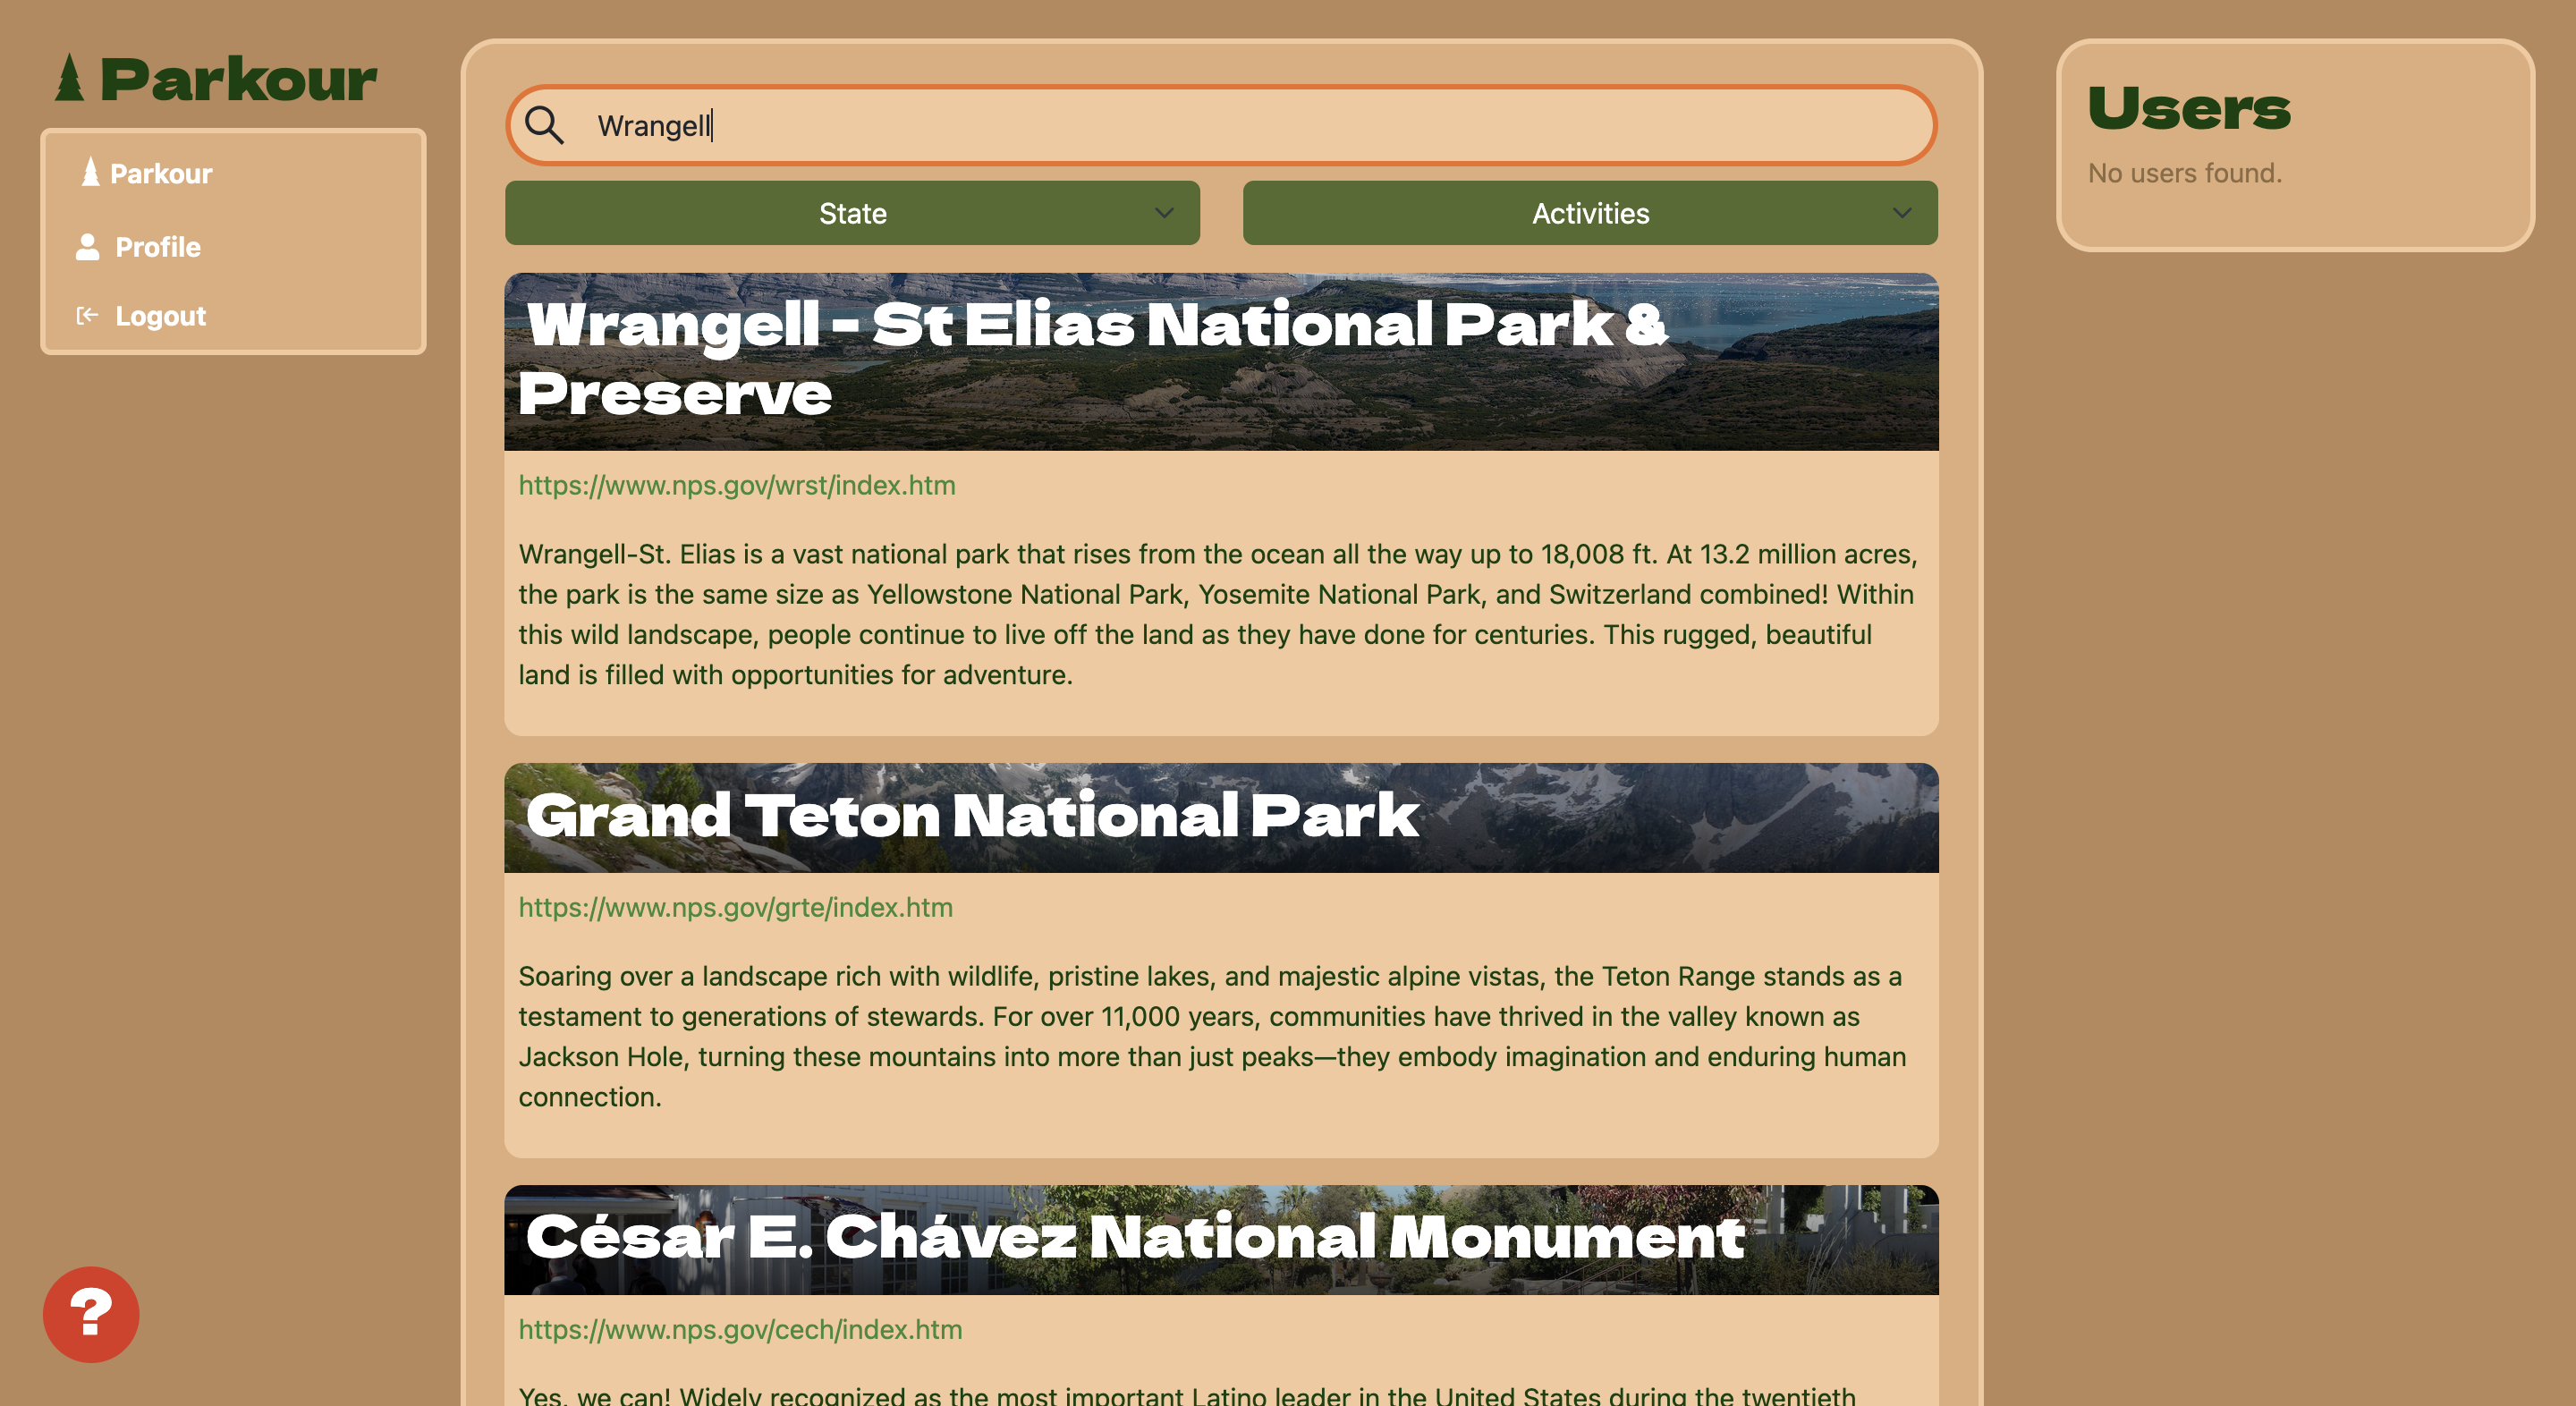 Parkour
Parkour
Profile
Logout
Wrangell
State
Activities
Wrangell - St Elias National Park &
Preserve
https://www.nps.gov/wrst/index.htm
Wrangell-St. Elias is a vast national park that rises from the ocean all the way up to 18,008 ft. At 13.2 million acres,
the park is the same size as Yellowstone National Park, Yosemite National Park, and Switzerland combined! Within
this wild landscape, people continue to live off the land as they have done for centuries. This rugged, beautiful
land is filled with opportunities for adventure.
Grand Teton National Park
https://www.nps.gov/grte/index.htm
Soaring over a landscape rich with wildlife, pristine lakes, and majestic alpine vistas, the Teton Range stands as a
testament to generations of stewards. For over 11,000 years, communities have thrived in the valley known as
Jackson Hole, turning these mountains into more than just peaks—they embody imagination and enduring human
connection.
César E. Chávez National Monument
https://www.nps.gov/cech/index.htm
Yes, we can! Widely recognized as the most important Latino leader in the United States during the twentieth
Users
No users found.
?